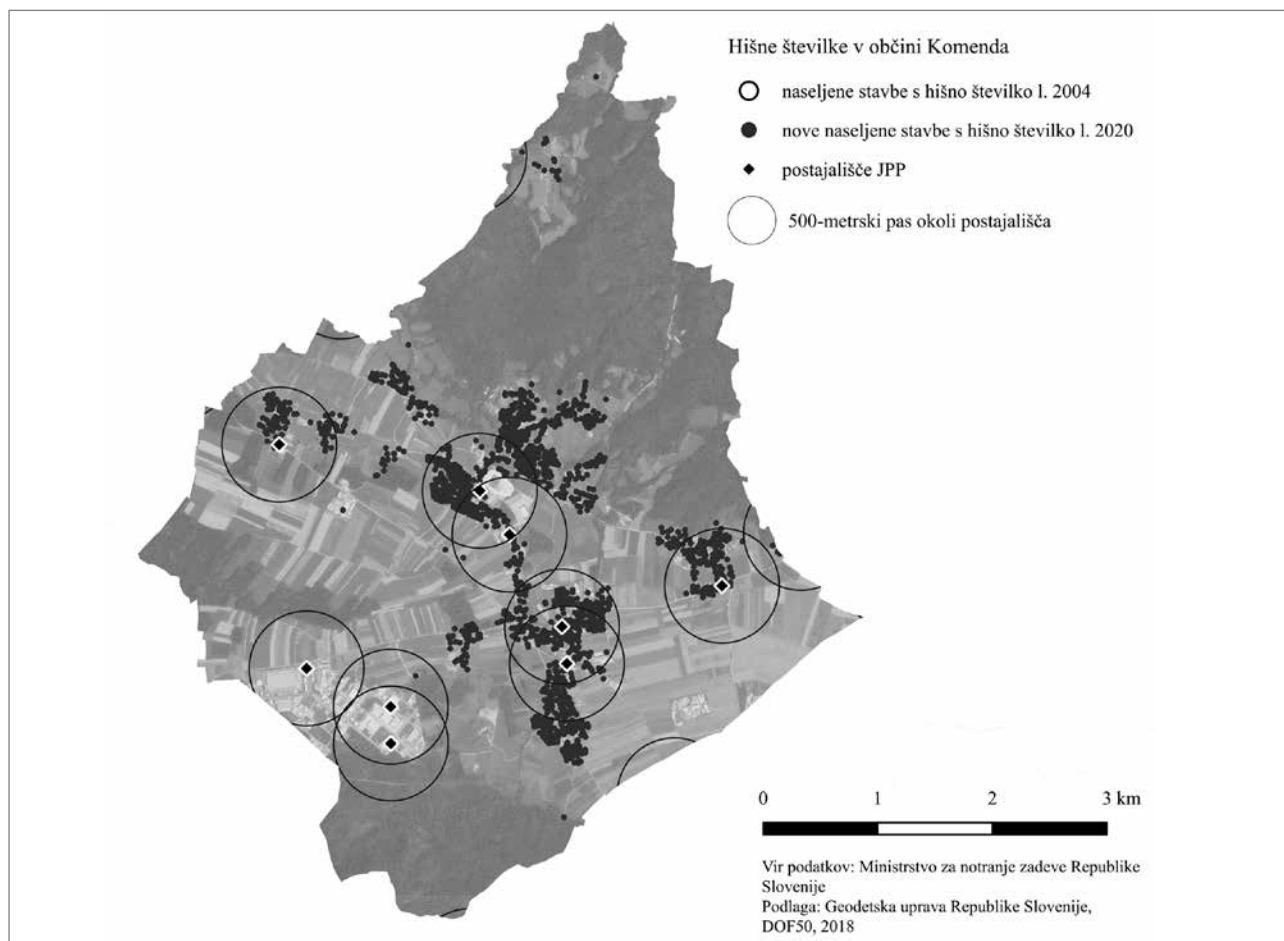 Hišne številke v občini Komenda
naseljene stavbe s hišno številko l. 2004
nove naseljene stavbe s hišno številko l. 2020
postajališče JPP
500-metrski pas okoli postajališča
0 1 2 3 km
Vir podatkov: Ministrstvo za notranje zadeve Republike
Slovenije
Podlaga: Geodetska uprava Republike Slovenije,
DOF50, 2018